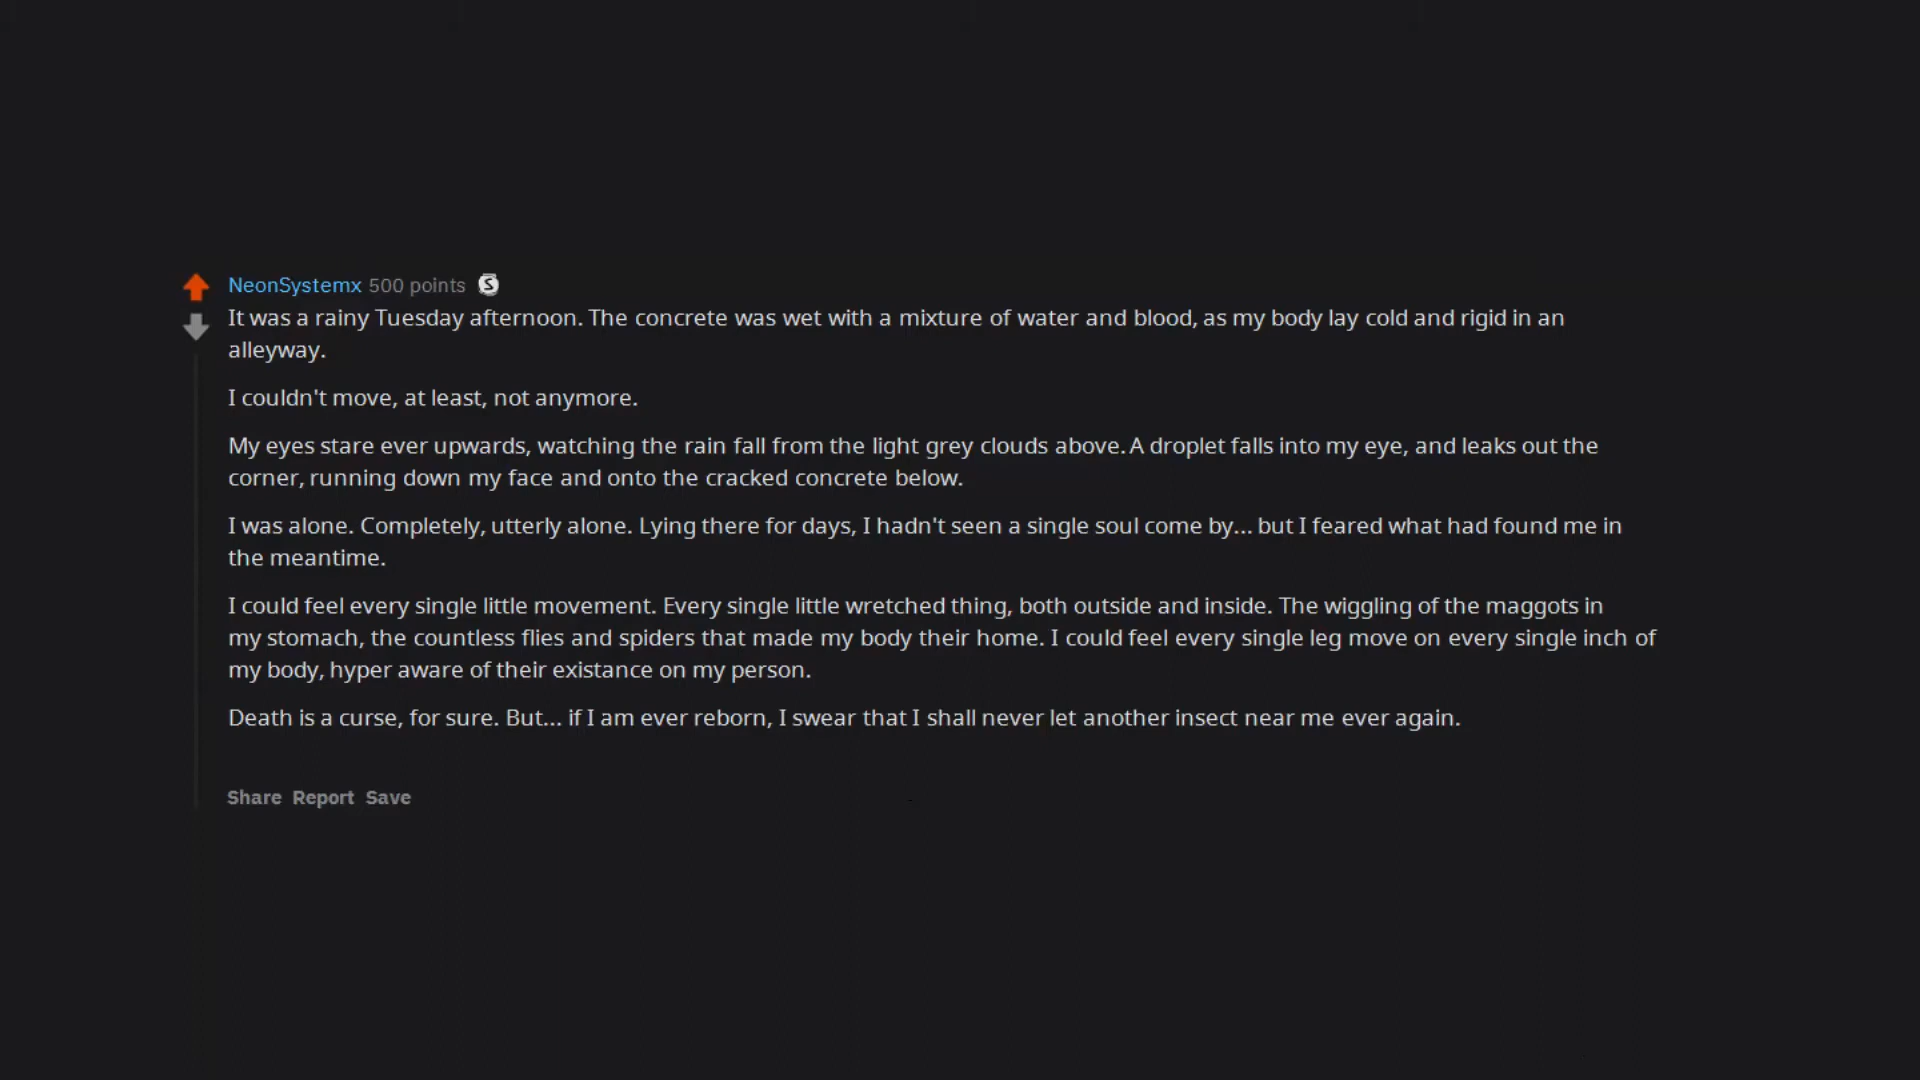 NeonSystemx 500 points S
It was a rainy Tuesday afternoon. The concrete was wet with a mixture of water and blood, as my body lay cold and rigid in an
alleyway.
I couldn't move, at least, not anymore.
My eyes stare ever upwards, watching the rain fall from the light grey clouds above. A droplet falls into my eye, and leaks out the
corner, running down my face and onto the cracked concrete below.
I was alone. Completely, utterly alone. Lying there for days, I hadn't seen a single soul come by... but I feared what had found me in
the meantime.
I could feel every single little movement. Every single little wretched thing, both outside and inside. The wiggling of the maggots in
my stomach, the countless flies and spiders that made my body their home. I could feel every single leg move on every single inch of
my body, hyper aware of their existance on my person.
Death is a curse, for sure. But... if I am ever reborn, I swear that I shall never let another insect near me ever again.
Share Report Save